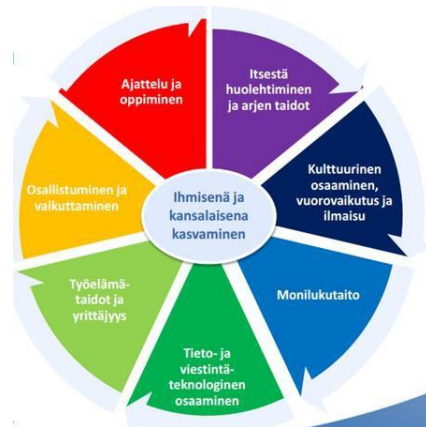 Ajattelu ja
oppiminen
Itsestä
huolehtiminen
ja arjen taidot
Kulttuurinen
osaaminen,
vuorovaikutus ja
ilmaisu
Monilukutaito
Tieto- ja
viestintä-
teknologinen
osaaminen
Työelämä-
taidot ja
yrittäjyys
Osallistuminen ja
vaikuttaminen
Ihmisenä ja
kansalaisena
kasvaminen